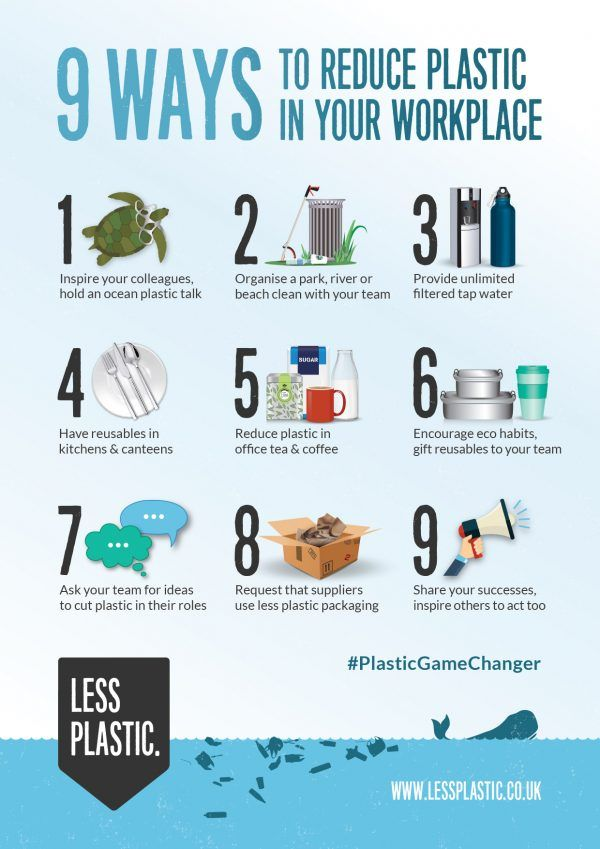 9 WAYS TO REDUCE PLASTIC
IN YOUR WORKPLACE
1
Inspire your colleagues,
hold an ocean plastic talk
2
Organise a park, river or
beach clean with your team
3
Provide unlimited
filtered tap water
4
Have reusables in
kitchens & canteens
5
SUGAR
Reduce plastic in
office tea & coffee
6
Encourage eco habits,
gift reusables to your team
7
Ask your team for ideas
to cut plastic in their roles
8
Request that suppliers
use less plastic packaging
9
Share your successes,
inspire others to act too
#PlasticGameChanger
LESS
PLASTIC.
WWW.LESSPLASTIC.CO.UK